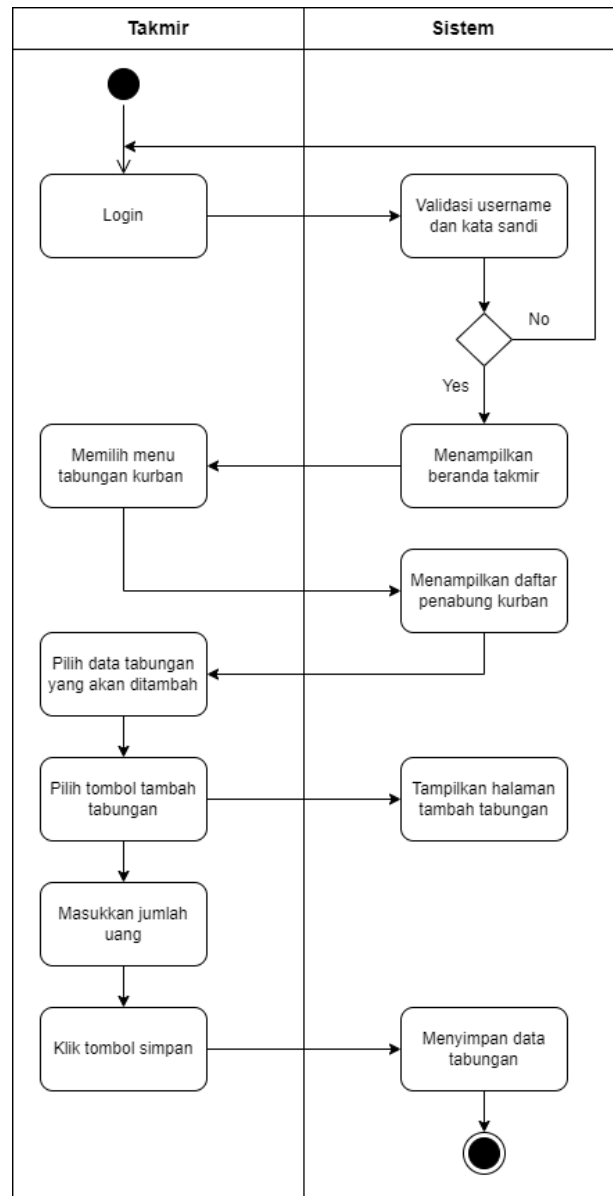 Takmir
Sistem
Login
Validasi username
dan kata sandi
No
Yes
Memilih menu
tabungan kurban
Menampilkan
beranda takmir
Menampilkan daftar
penabung kurban
Pilih data tabungan
yang akan ditambah
Pilih tombol tambah
tabungan
Tampilkan halaman
tambah tabungan
Masukkan jumlah
uang
Klik tombol simpan
Menyimpan data
tabungan